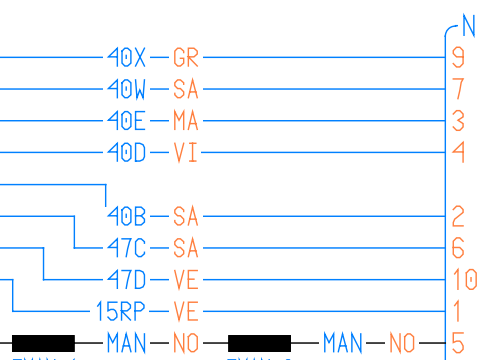 N
40X GR 9
40W SA 7
40E MA 3
40D VI 4
40B SA 2
47C SA 6
47D VE 10
15RP VE 1
MAN NO MAN NO 5